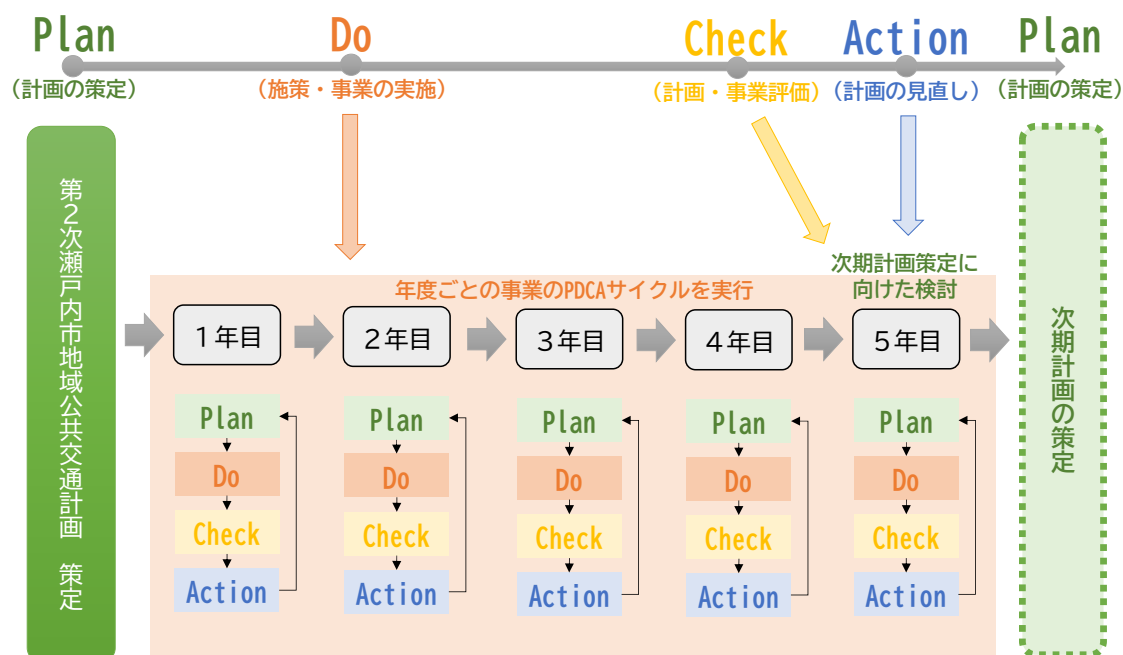 Plan
Do
Check
Action
Plan
(計画の策定)
(施策・事業の実施)
(計画・事業評価)
(計画の見直し)
(計画の策定)
第2次瀬戸内市地域公共交通計画 策定
次期計画策定に
向けた検討
年度ごとの事業のPDCAサイクルを実行
1年目
2年目
3年目
4年目
5年目
Plan
Do
Check
Action
Plan
Do
Check
Action
Plan
Do
Check
Action
Plan
Do
Check
Action
Plan
Do
Check
Action
次期計画の策定